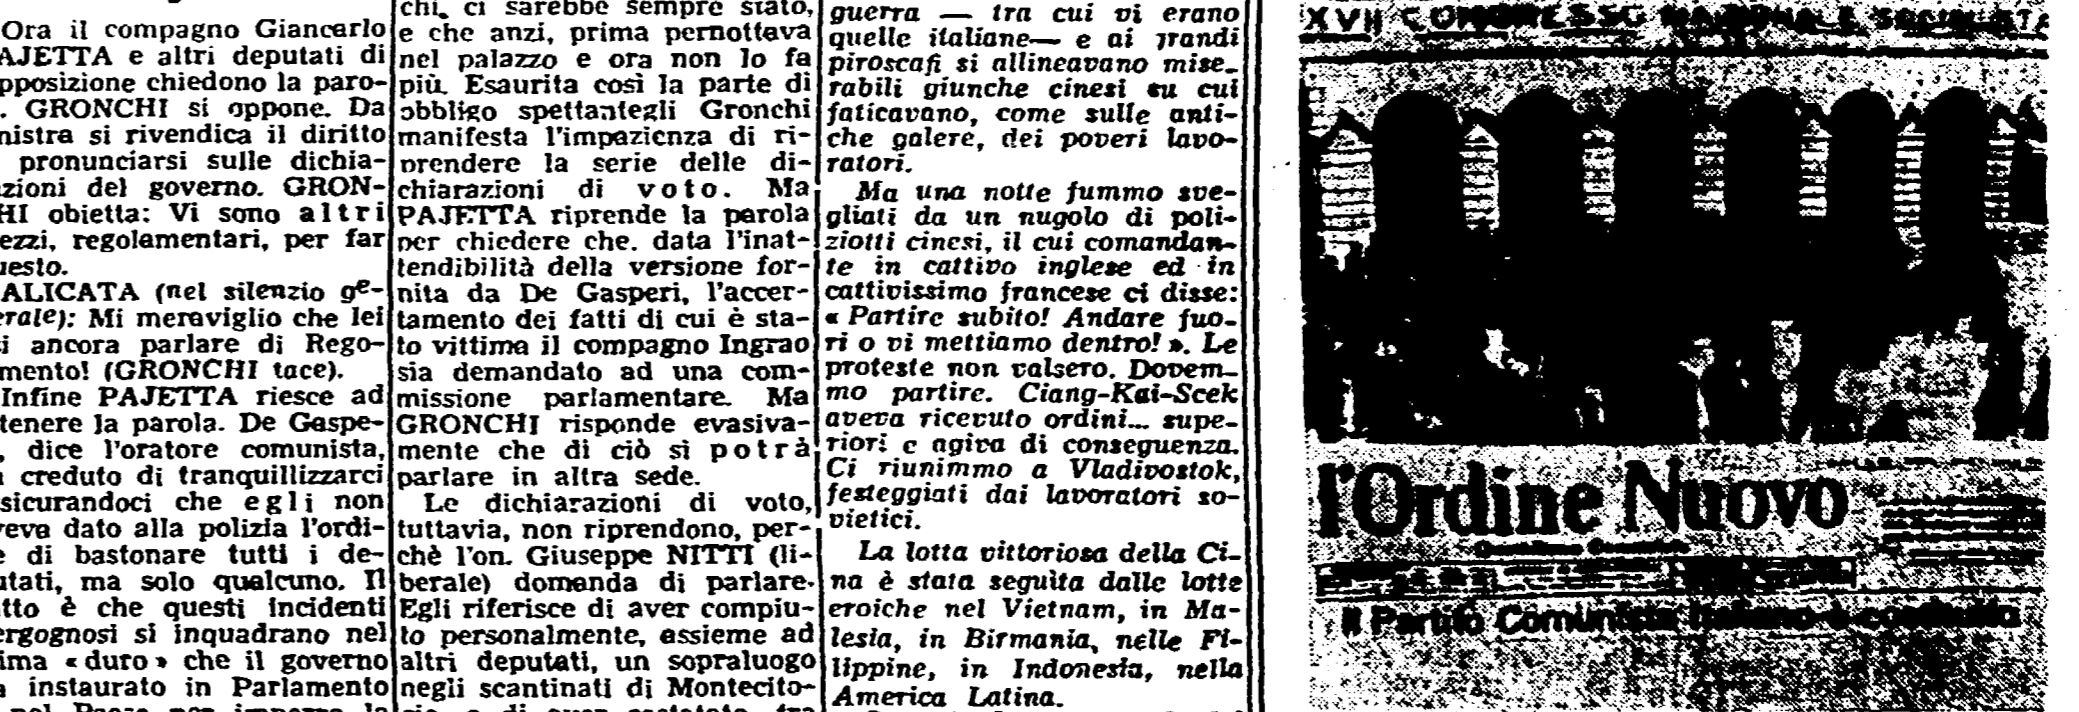 Ora il compagno Giancarlo
AJETTA e altri deputati di
pposizione chiedono la paro-
. GRONCHI si oppone. Da
nistra si rivendica il diritto
pronunciarsi sulle dichia-
zioni del governo. GRON-
HI obietta: Vi sono altri
ezzi, regolamentari, per far
uesto.
ALICATA (nel silenzio ge-
erale): Mi meraviglio che lei
si ancora parlare di Rego-
mento! (GRONCHI tace).
Infine PAJETTA riesce ad
tenere la parola. De Gaspe-
, dice l'oratore comunista,
creduto di tranquillizzarci
sicurandoci che egli non
veva dato alla polizia l'ordi-
e di bastonare tutti i de-
utati, ma solo qualcuno. Il
tto è che questi incidenti
ergognosi si inquadrano nel
ima « duro » che il governo
instaurato in Parlamento
chi, ci sarebbe sempre stato,
e che anzi, prima pernottava
nel palazzo e ora non lo fa
più. Esaurita così la parte di
obbligo spettantegli Gronchi
manifesta l'impazienza di ri-
prendere la serie delle di-
chiarazioni di voto. Ma
PAJETTA riprende la parola
per chiedere che. data l'inat-
tendibilità della versione for-
nita da De Gasperi, l'accer-
tamento dei fatti di cui è sta-
to vittima il compagno Ingrao
sia demandato ad una com-
missione parlamentare. Ma
GRONCHI risponde evasiva-
mente che di ciò si potrà
parlare in altra sede.
Le dichiarazioni di voto,
tuttavia, non riprendono, per-
chè l'on. Giuseppe NITTI (li-
berale) domanda di parlare.
Egli riferisce di aver compiu-
to personalmente, assieme ad
altri deputati, un sopraluogo
negli scantinati di Montecito-
guerra — tra cui vi erano
quelle italiane— e ai grandi
piroscafi si allineavano mise-
rabili giunche cinesi su cui
faticavano, come sulle anti-
che galere, dei poveri lavo-
ratori.
Ma una notte fummo sve-
gliati da un nugolo di poli-
ziotti cinesi, il cui comandan-
te in cattivo inglese ed in
cattivissimo francese ci disse:
« Partire subito! Andare fuo-
ri o vi mettiamo dentro! ». Le
proteste non valsero. Dovem-
mo partire. Ciang-Kai-Scek
aveva ricevuto ordini... supe-
riori e agiva di conseguenza.
Ci riunimmo a Vladivostok,
festeggiati dai lavoratori so-
vietici.
La lotta vittoriosa della Ci-
na è stata seguita dalle lotte
eroiche nel Vietnam, in Ma-
lesia, in Birmania, nelle Fi-
lippine, in Indonesia, nella
America Latina.
XVII CONGRESSO NAZIONALE SOCIALISTA
l'Ordine Nuovo
Il Partito Comunista Italiano è costituito